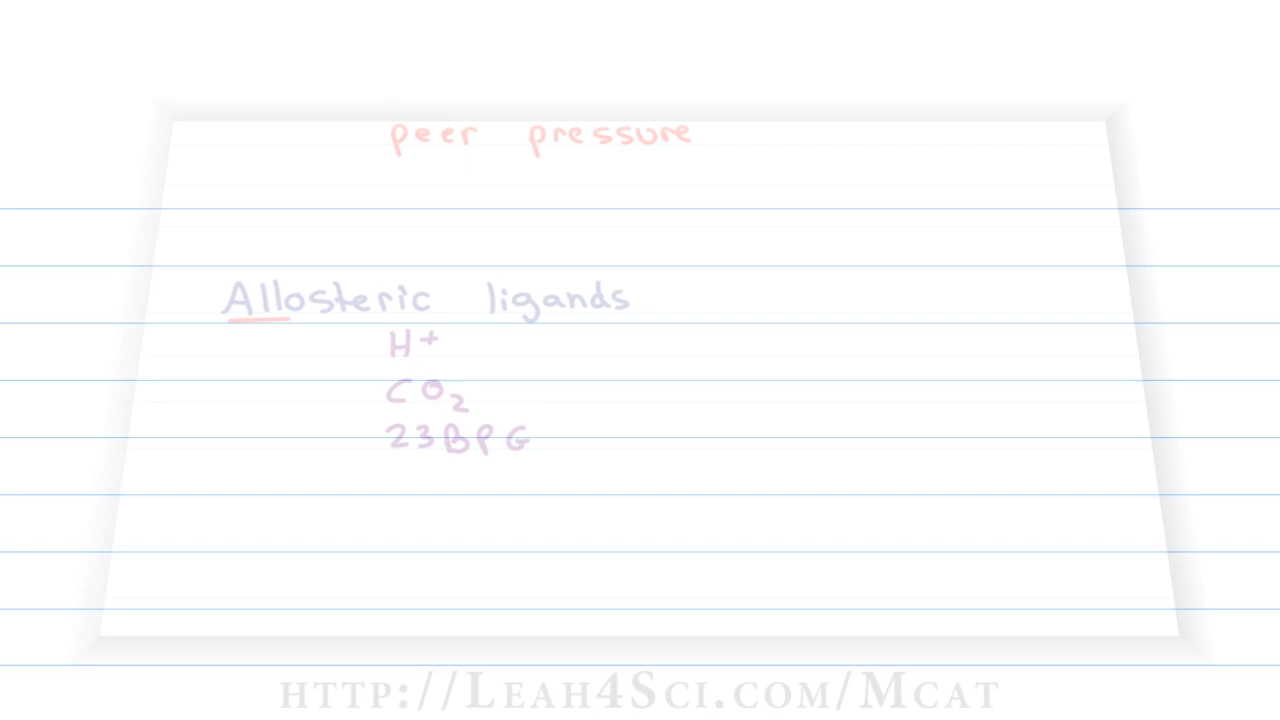 peer pressure
Allosteric ligands
H+
CO2
23BPG
http://Leah4Sci.com/Mcat